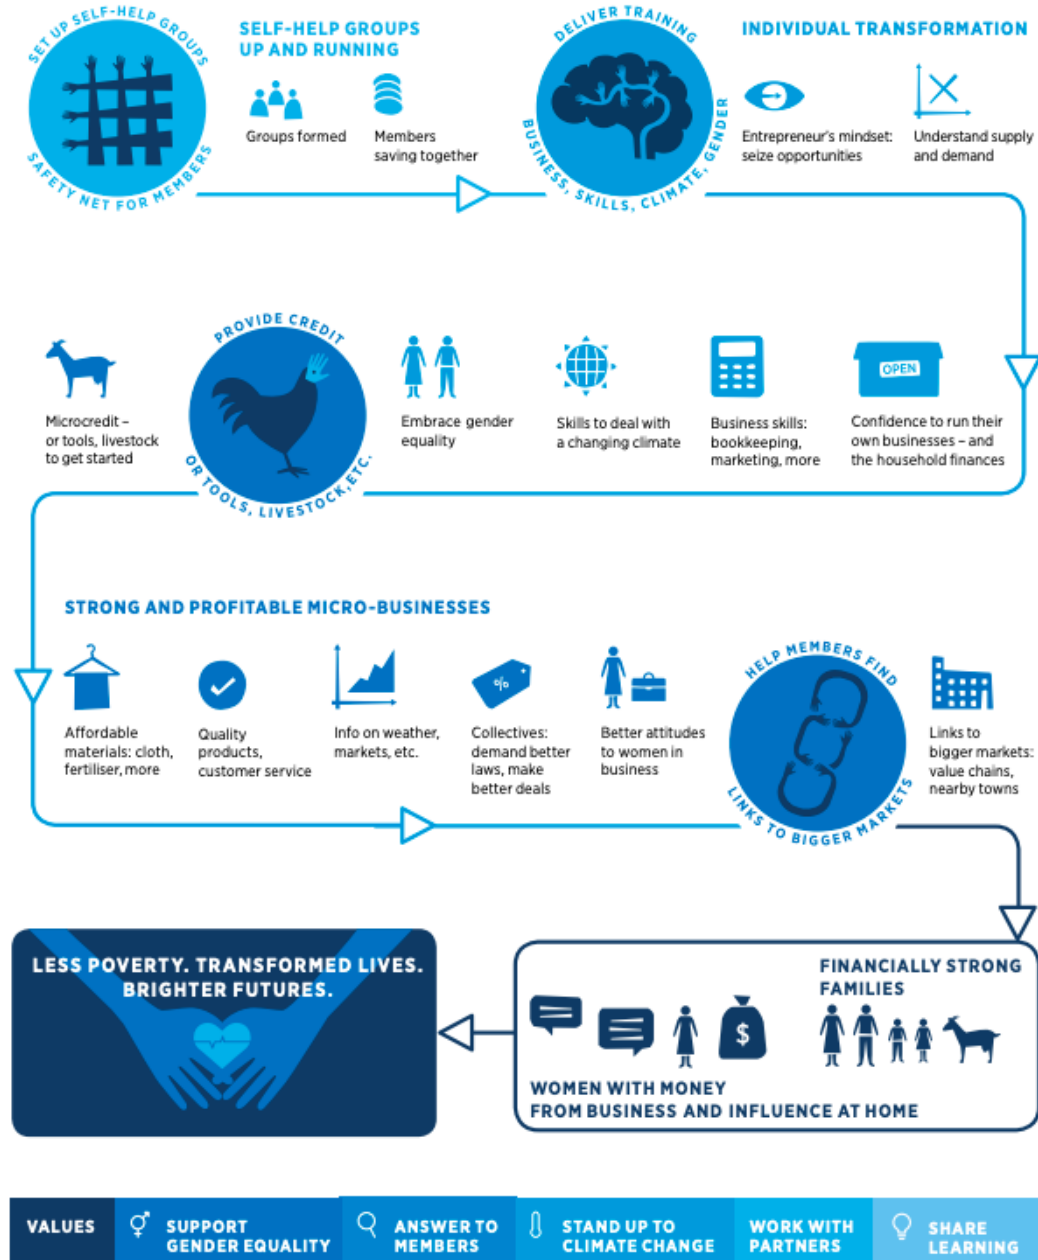 SET UP SELF-HELP GROUPS
SAFETY NET FOR MEMBERS
SELF-HELP GROUPS
UP AND RUNNING
Groups formed
Members
saving together
DELIVER TRAINING
BUSINESS, SKILLS, CLIMATE, GENDER
INDIVIDUAL TRANSFORMATION
Entrepreneur's mindset:
seize opportunities
Understand supply
and demand
Microcredit –
or tools, livestock
to get started
PROVIDE CREDIT
OR TOOLS, LIVESTOCK, ETC.
Embrace gender
equality
Skills to deal with
a changing climate
Business skills:
bookkeeping,
marketing, more
OPEN
Confidence to run their
own businesses – and
the household finances
STRONG AND PROFITABLE MICRO-BUSINESSES
Affordable
materials: cloth,
fertiliser, more
Quality
products,
customer service
Info on weather,
markets, etc.
%
Collectives:
demand better
laws, make
better deals
Better attitudes
to women in
business
HELP MEMBERS FIND
LINKS TO BIGGER MARKETS
Links to
bigger markets:
value chains,
nearby towns
LESS POVERTY. TRANSFORMED LIVES.
BRIGHTER FUTURES.
FINANCIALLY STRONG
FAMILIES
$
WOMEN WITH MONEY
FROM BUSINESS AND INFLUENCE AT HOME
VALUES
SUPPORT
GENDER EQUALITY
ANSWER TO
MEMBERS
STAND UP TO
CLIMATE CHANGE
WORK WITH
PARTNERS
SHARE
LEARNING